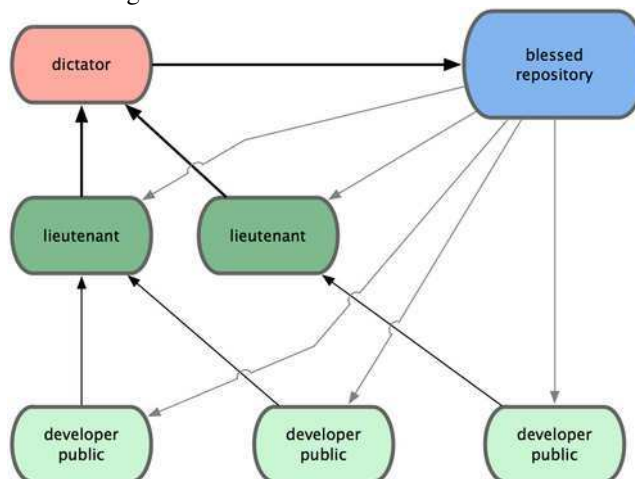 dictator
blessed
repository
lieutenant
lieutenant
developer
public
developer
public
developer
public